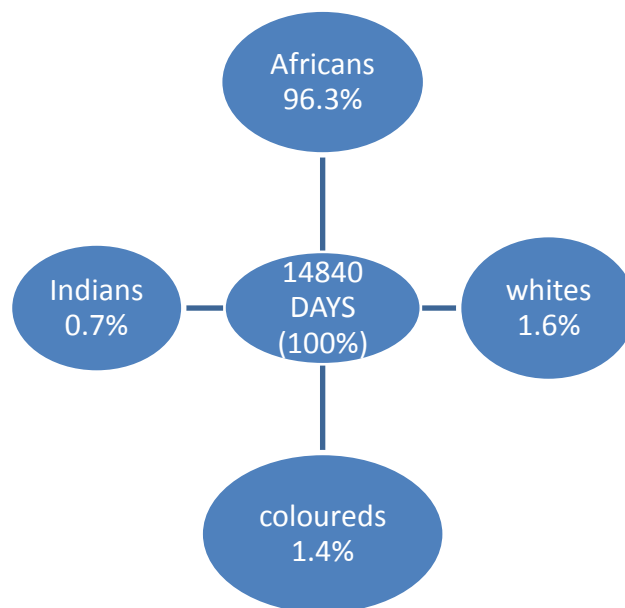 Africans
96.3%
Indians
0.7%
14840
DAYS
(100%)
whites
1.6%
coloureds
1.4%